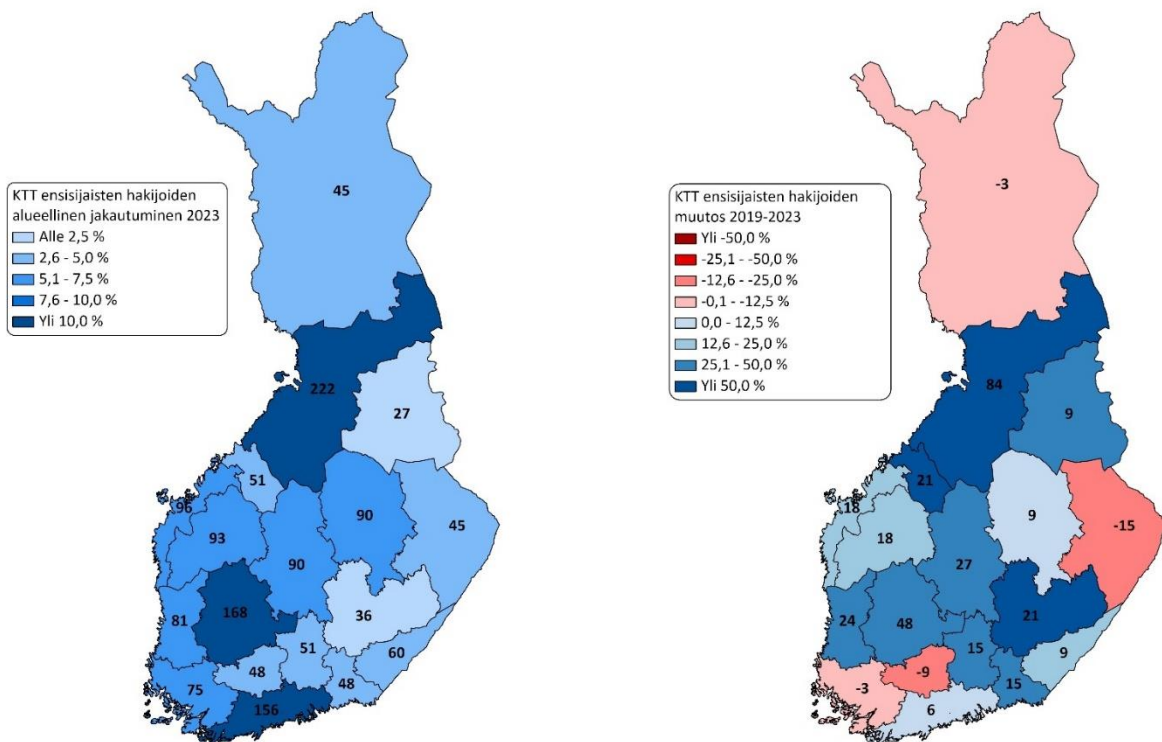 KTT ensisijaisten hakijoiden
alueellinen jakautuminen 2023
Alle 2,5 %
2,6 - 5,0 %
5,1 - 7,5 %
7,6 - 10,0 %
Yli 10,0 %
45
222
27
51
96
93
90
90
45
168
81
36
51
60
48
48
75
156
KTT ensisijaisten hakijoiden
muutos 2019-2023
Yli -50,0 %
-25,1 - -50,0 %
-12,6 - -25,0 %
-0,1 - -12,5 %
0,0 - 12,5 %
12,6 - 25,0 %
25,1 - 50,0 %
Yli 50,0 %
-3
84
9
21
18
18
9
-15
27
24
48
21
15
9
-9
15
-3
6